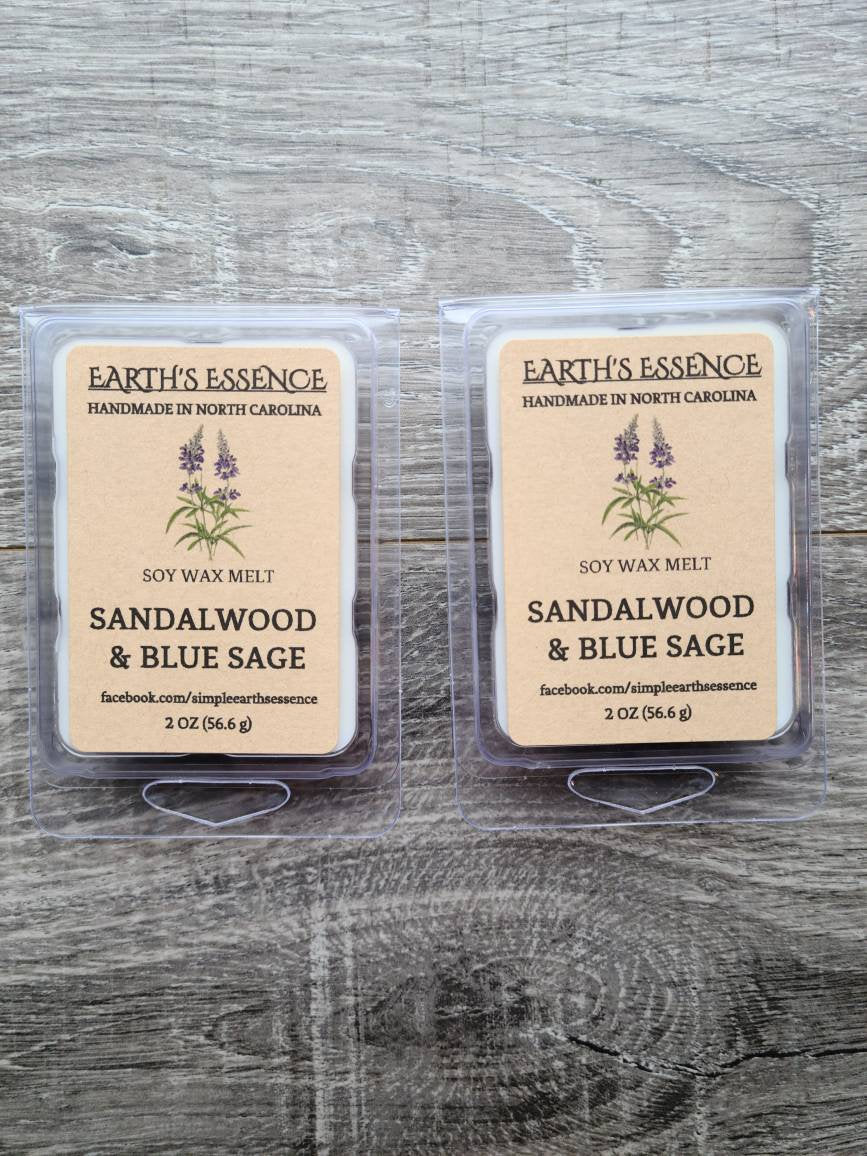 EARTH'S ESSENCE
HANDMADE IN NORTH CAROLINA
SOY WAX MELT
SANDALWOOD
& BLUE SAGE
facebook.com/simpleearthsessence
2 OZ (56.6 g)
EARTH'S ESSENCE
HANDMADE IN NORTH CAROLINA
SOY WAX MELT
SANDALWOOD
& BLUE SAGE
facebook.com/simpleearthsessence
2 OZ (56.6 g)